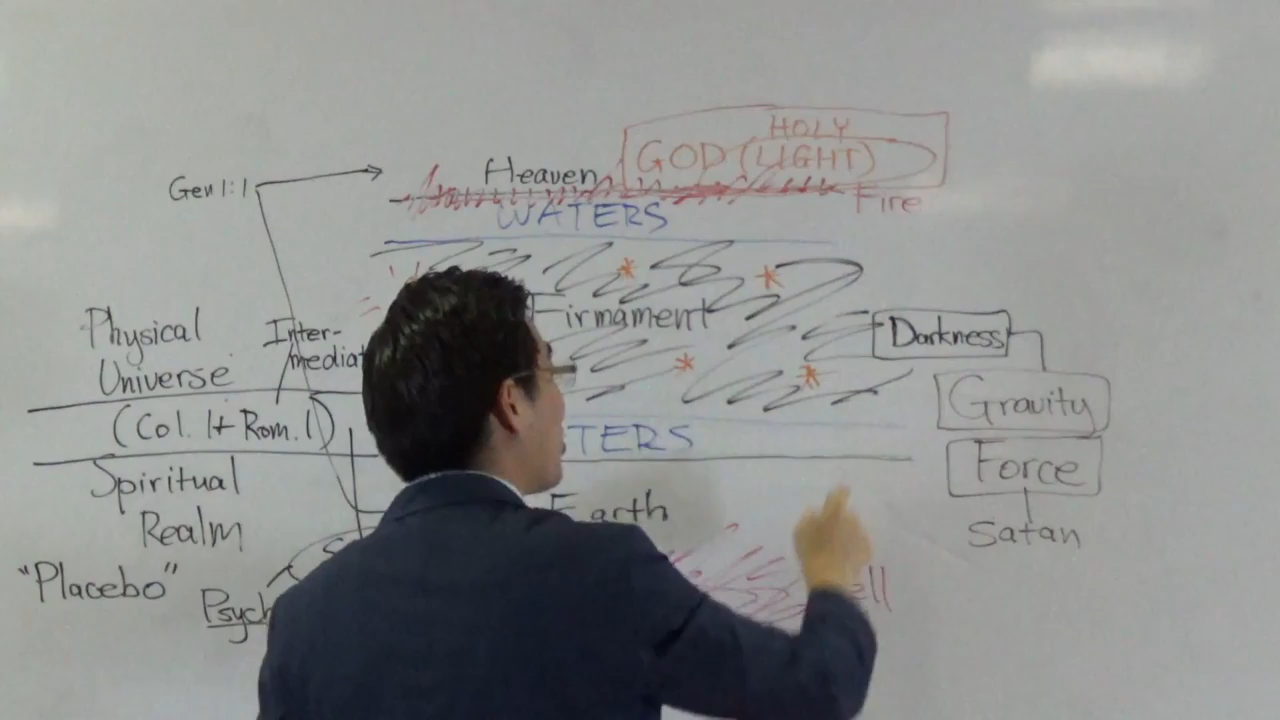 HOLY
GOD (LIGHT)
Heaven
Gen 1:1
Fire
WATERS
Firmament
Darkness
Physical
Universe
Inter-
Gravity
(Col. 1 + Rom. 1)
Force
Spiritual
Realm
Earth
Satan
"Placebo"